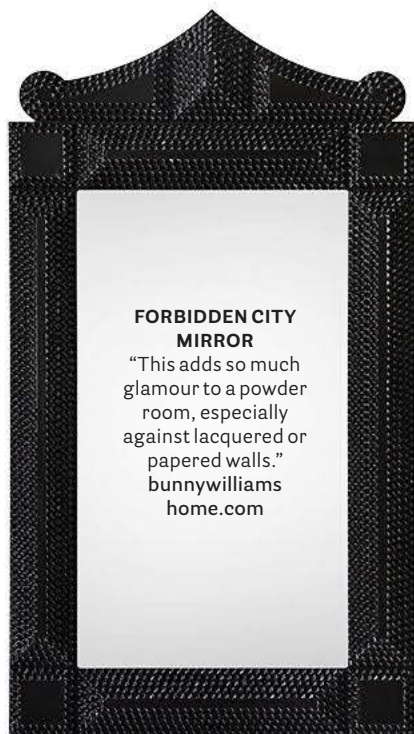 FORBIDDEN CITY
MIRROR
“This adds so much
glamour to a powder
room, especially
against lacquered or
papered walls.”
bunnywilliams
home.com